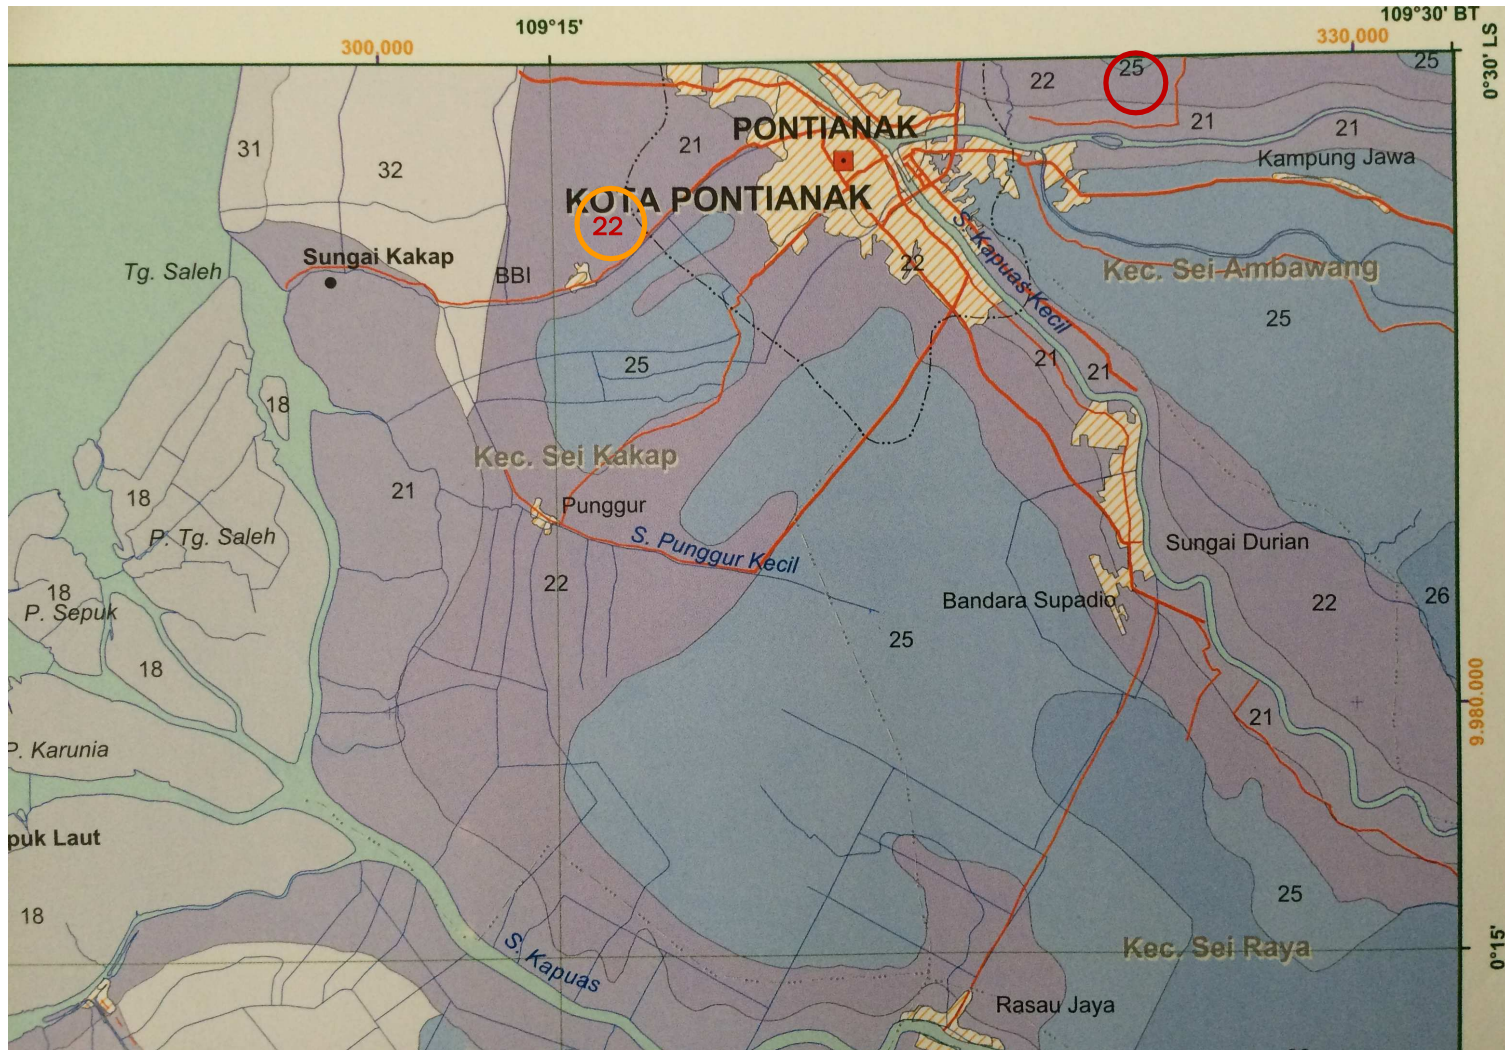 109°30' BT
109°15'
300,000
330,000
0°30' LS
25
25
22
21
21
PONTIANAK
21
31
32
Kampung Jawa
KOTA PONTIANAK
22
S. Kapuas Kecil
Sungai Kakap
Tg. Saleh
BBI
22
Kec. Sei Ambawang
25
25
21
21
18
Kec. Sei Kakap
21
18
Punggur
P. Tg. Saleh
S. Punggur Kecil
Sungai Durian
22
18
P. Sepuk
Bandara Supadio
22
26
25
18
9.980.000
21
P. Karunia
puk Laut
25
18
S. Kapuas
Kec. Sei Raya
0°15'
Rasau Jaya